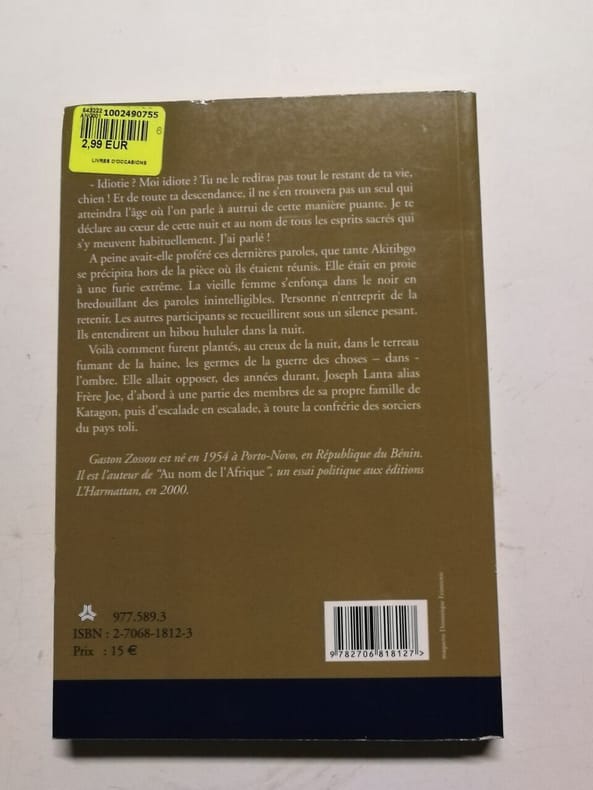 S43222 1002490755
AN0001
6
2,99 EUR
LIVRES D'OCCASIONS
- Idiotie ? Moi idiote ? Tu ne le rediras pas tout le restant de ta vie,
chien ! Et de toute ta descendance, il ne s'en trouvera pas un seul qui
atteindra l'âge où l'on parle à autrui de cette manière puante. Je te
déclare au cœur de cette nuit et au nom de tous les esprits sacrés qui
s'y meuvent habituellement. J'ai parlé !
A peine avait-elle proféré ces dernières paroles, que tante Akitibgo
se précipita hors de la pièce où ils étaient réunis. Elle était en proie
à une furie extrême. La vieille femme s'enfonça dans le noir en
bredouillant des paroles inintelligibles. Personne n'entreprit de la
retenir. Les autres participants se recueillirent sous un silence pesant.
Ils entendirent un hibou hululer dans la nuit.
Voilà comment furent plantés, au creux de la nuit, dans le terreau
fumant de la haine, les germes de la guerre des choses – dans -
l'ombre. Elle allait opposer, des années durant, Joseph Lanta alias
Frère Joe, d'abord à une partie des membres de sa propre famille de
Katagon, puis d'escalade en escalade, à toute la confrérie des sorciers
du pays toli.
Gaston Zossou est né en 1954 à Porto-Novo, en République du Bénin.
Il est l'auteur de "Au nom de l'Afrique", un essai politique aux éditions
L'Harmattan, en 2000.
977.589.3
ISBN : 2-7068-1812-3
Prix : 15 €
9 782706 818127 >